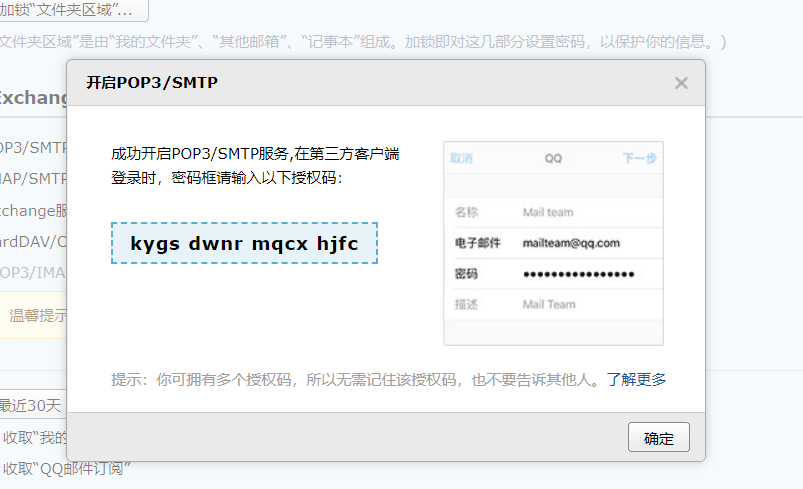 加锁“文件夹区域”...
文件夹区域”是由“我的文件夹”、“其他邮箱”、“记事本”组成。加锁即对这几部分设置密码，以保护你的信息。)
Exchang
开启POP3/SMTP
OP3/SMTP
MAP/SMTP
xchange服
ardDAV/C
OP3/IMA
温馨提示
成功开启POP3/SMTP服务,在第三方客户端
登录时，密码框请输入以下授权码：
kygs dwnr mqcx hjfc
取消 QQ 下一步
名称 Mail team
电子邮件 mailteam@qq.com
密码 ●●●●●●●●●●●●●●●●
描述 Mail Team
提示：你可拥有多个授权码，所以无需记住该授权码，也不要告诉其他人。了解更多
确定
最近30天
收取“我的
收取“QQ邮件订阅”